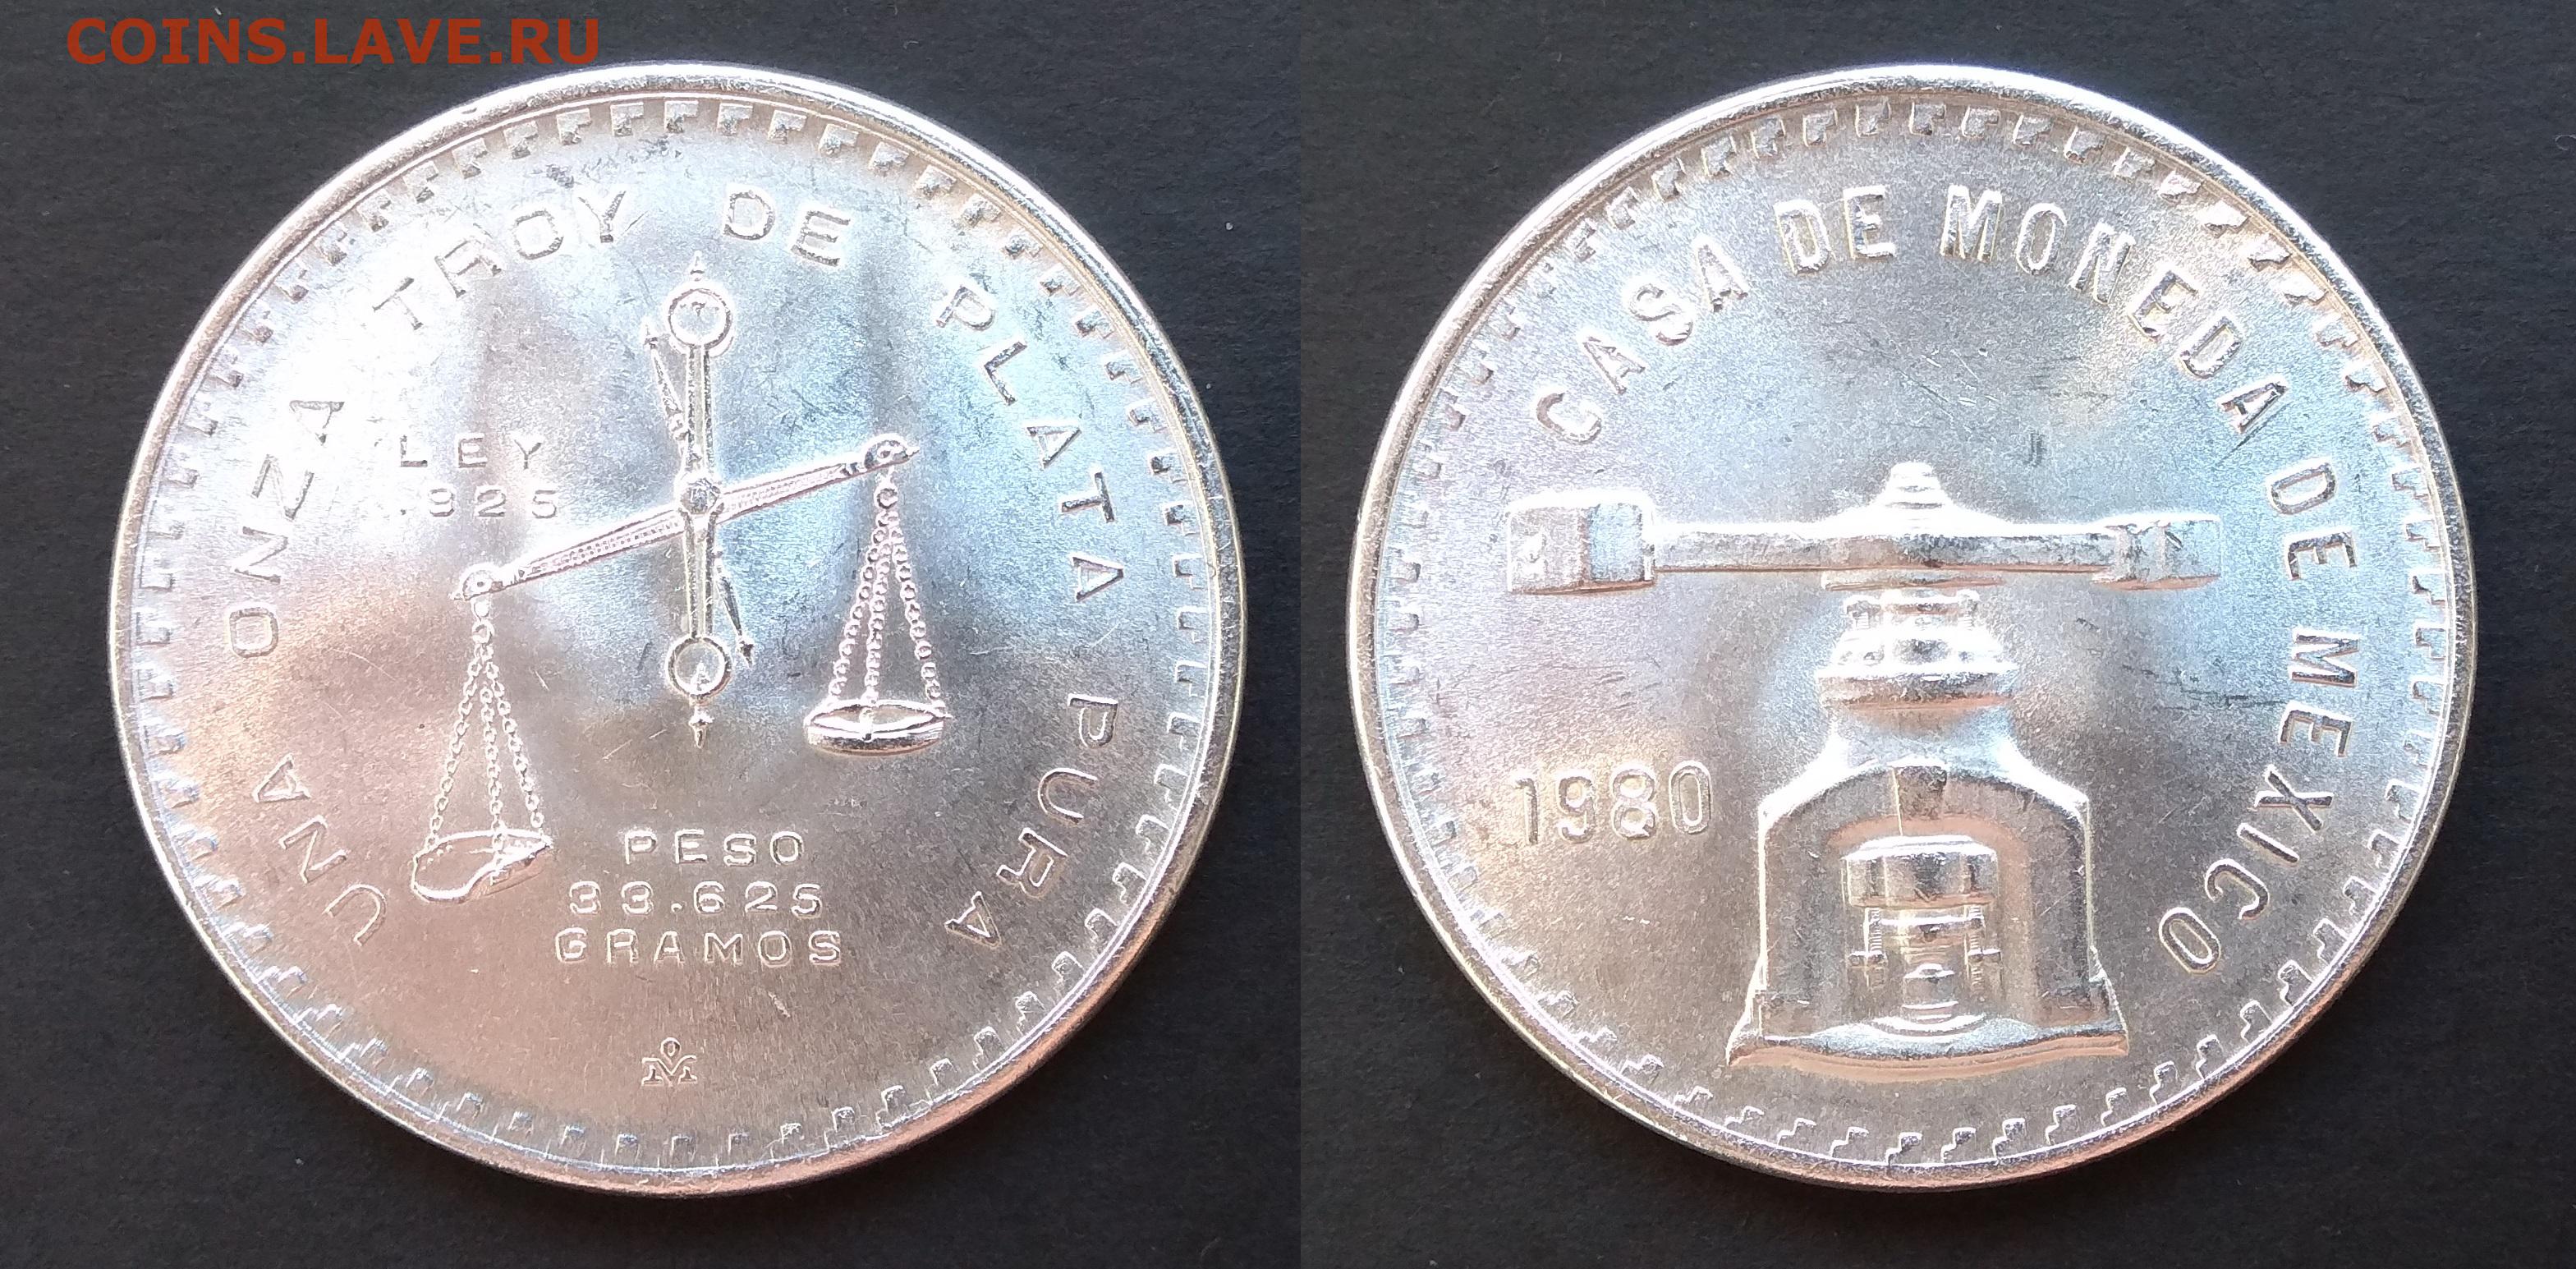 COINS.LAVE.RU
UNA ONZA TROY DE PLATA PURA
LEY
.925
PESO
33.625
GRAMOS
Mo
CASA DE MONEDA DE MEXICO
1980